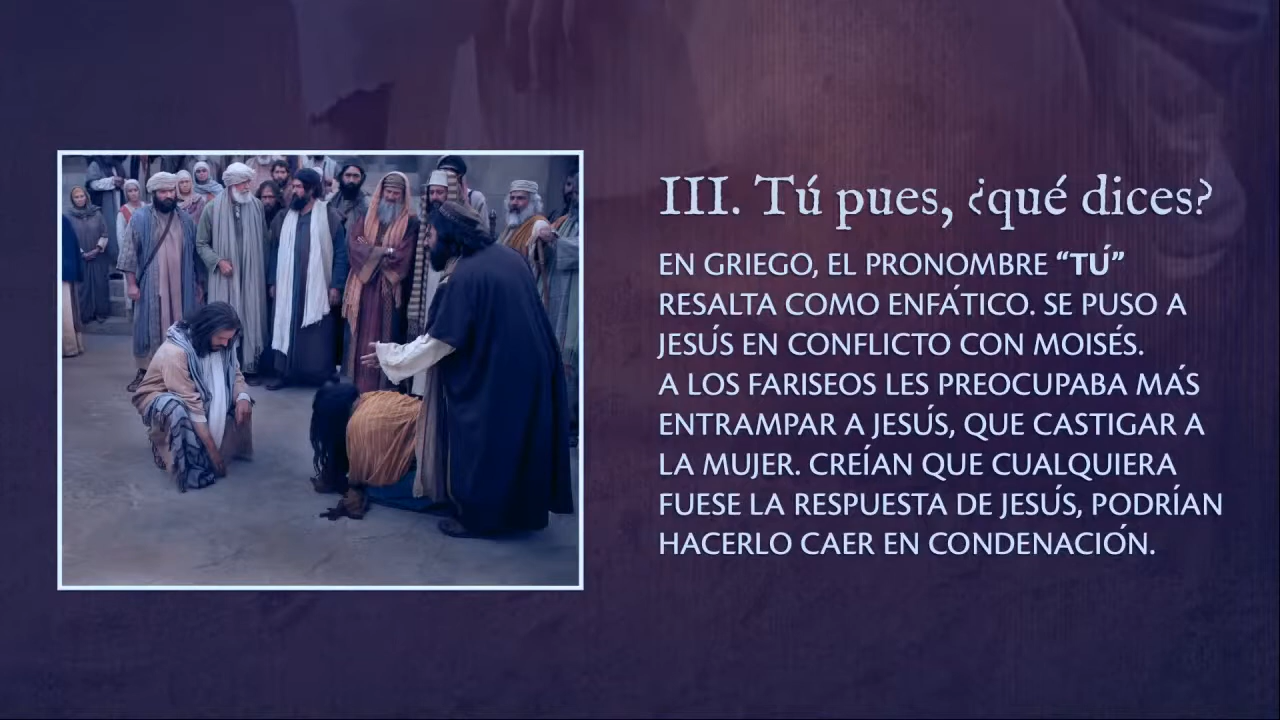 III. Tú pues, ¿qué dices?
EN GRIEGO, EL PRONOMBRE “TÚ”
RESALTA COMO ENFÁTICO. SE PUSO A
JESÚS EN CONFLICTO CON MOISÉS.
A LOS FARISEOS LES PREOCUPABA MÁS
ENTRAMPAR A JESÚS, QUE CASTIGAR A
LA MUJER. CREÍAN QUE CUALQUIERA
FUESE LA RESPUESTA DE JESÚS, PODRÍAN
HACERLO CAER EN CONDENACIÓN.